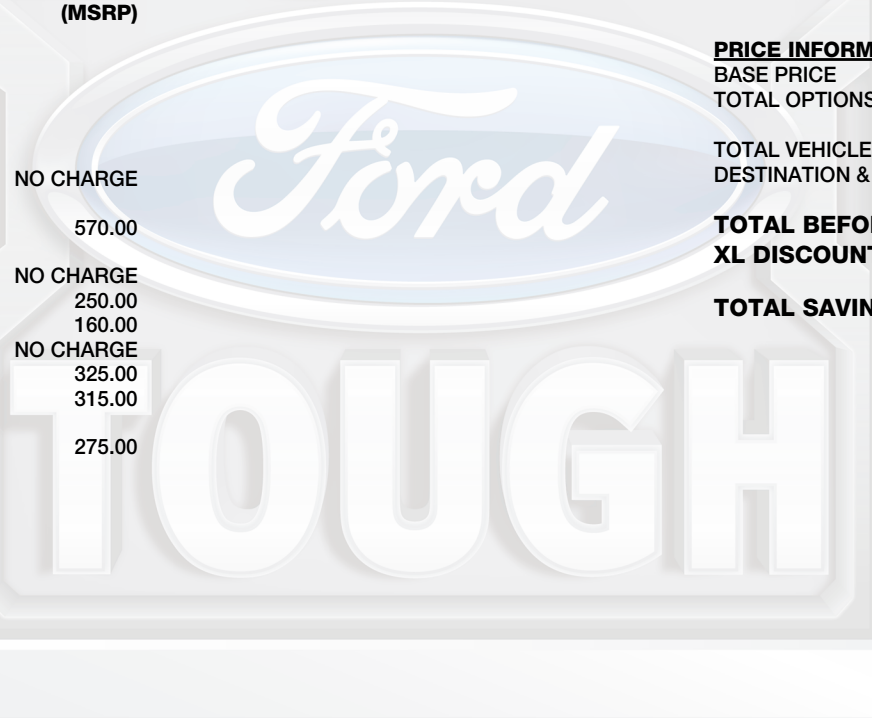 (MSRP)
NO CHARGE
570.00
NO CHARGE
250.00
160.00
NO CHARGE
325.00
315.00
275.00
PRICE INFORM
BASE PRICE
TOTAL OPTIONS
TOTAL VEHICLE
DESTINATION &
TOTAL BEFO
XL DISCOUNT
TOTAL SAVIN
Ford
TOUGH